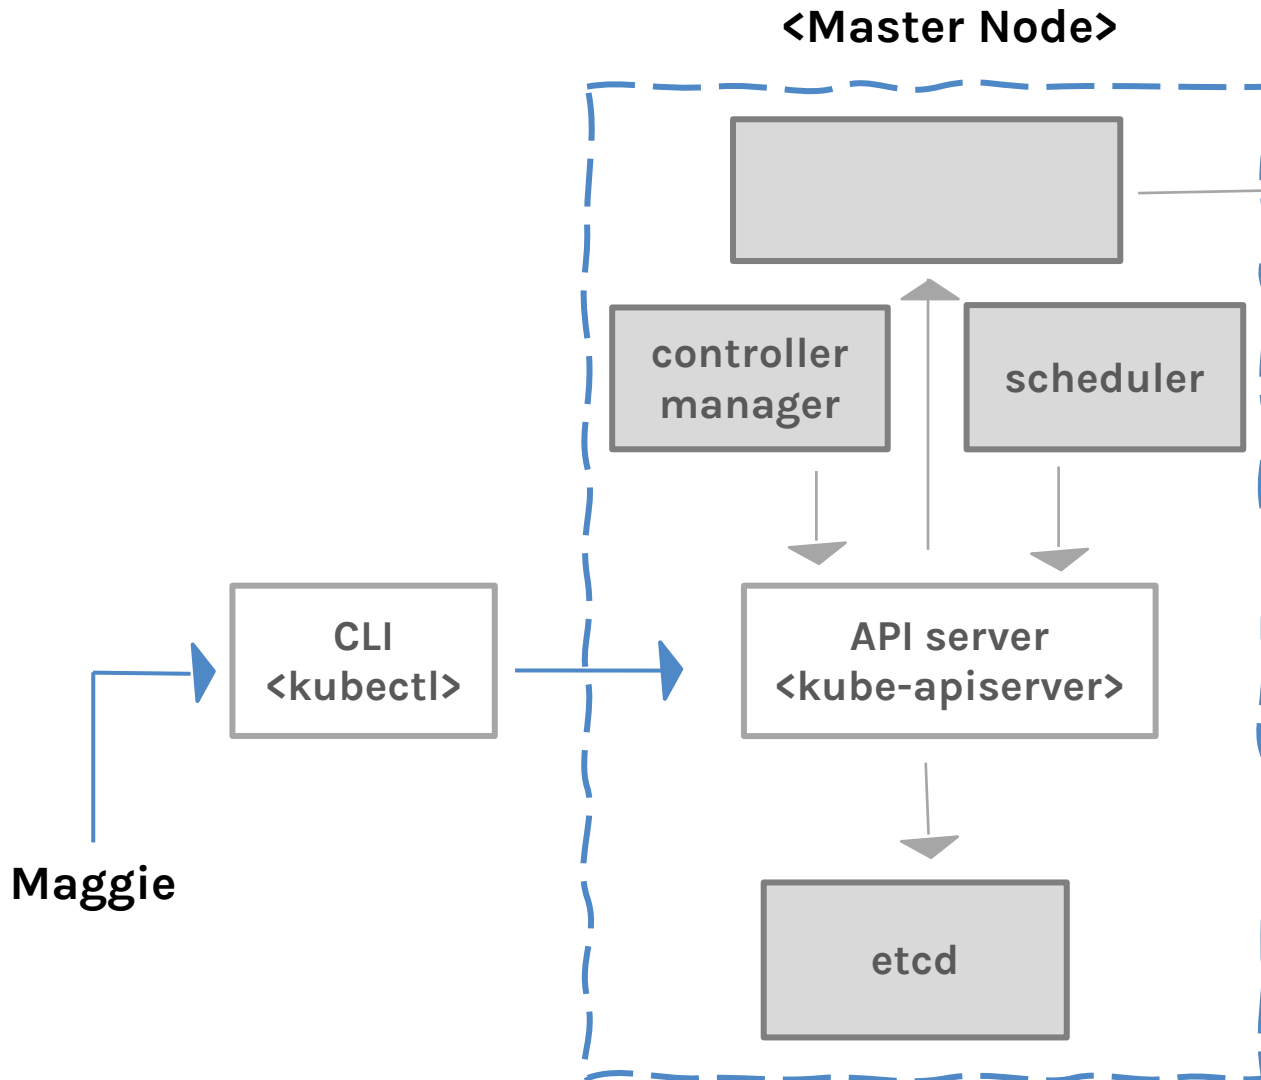 <Master Node>
controller
manager
scheduler
CLI
<kubectl>
API server
<kube-apiserver>
Maggie
etcd